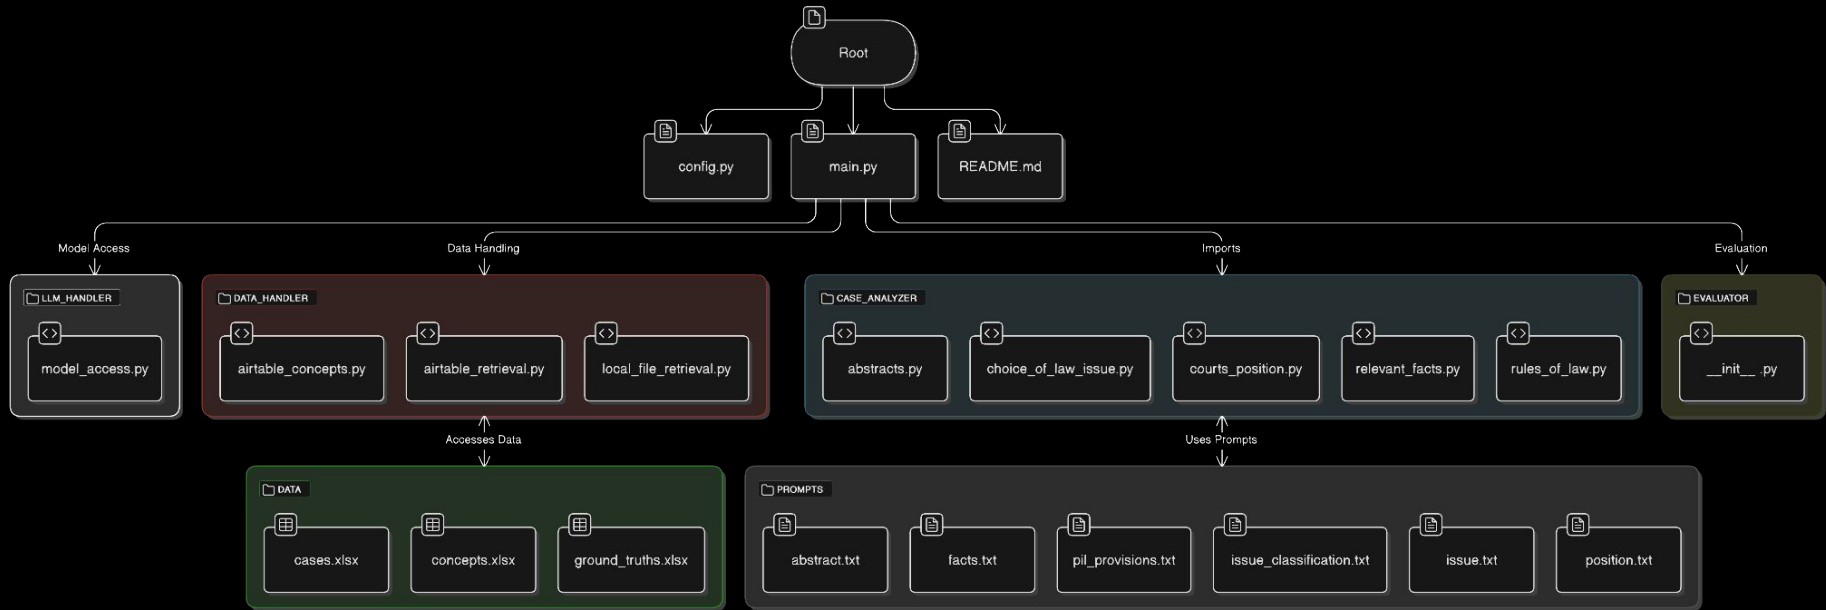 Root
config.py
main.py
README.md
Model Access
Data Handling
Imports
Evaluation
LLM_HANDLER
DATA_HANDLER
CASE_ANALYZER
EVALUATOR
model_access.py
airtable_concepts.py
airtable_retrieval.py
local_file_retrieval.py
abstracts.py
choice_of_law_issue.py
courts_position.py
relevant_facts.py
rules_of_law.py
__init__ .py
Accesses Data
Uses Prompts
DATA
PROMPTS
cases.xlsx
concepts.xlsx
ground_truths.xlsx
abstract.txt
facts.txt
pil_provisions.txt
issue_classification.txt
issue.txt
position.txt